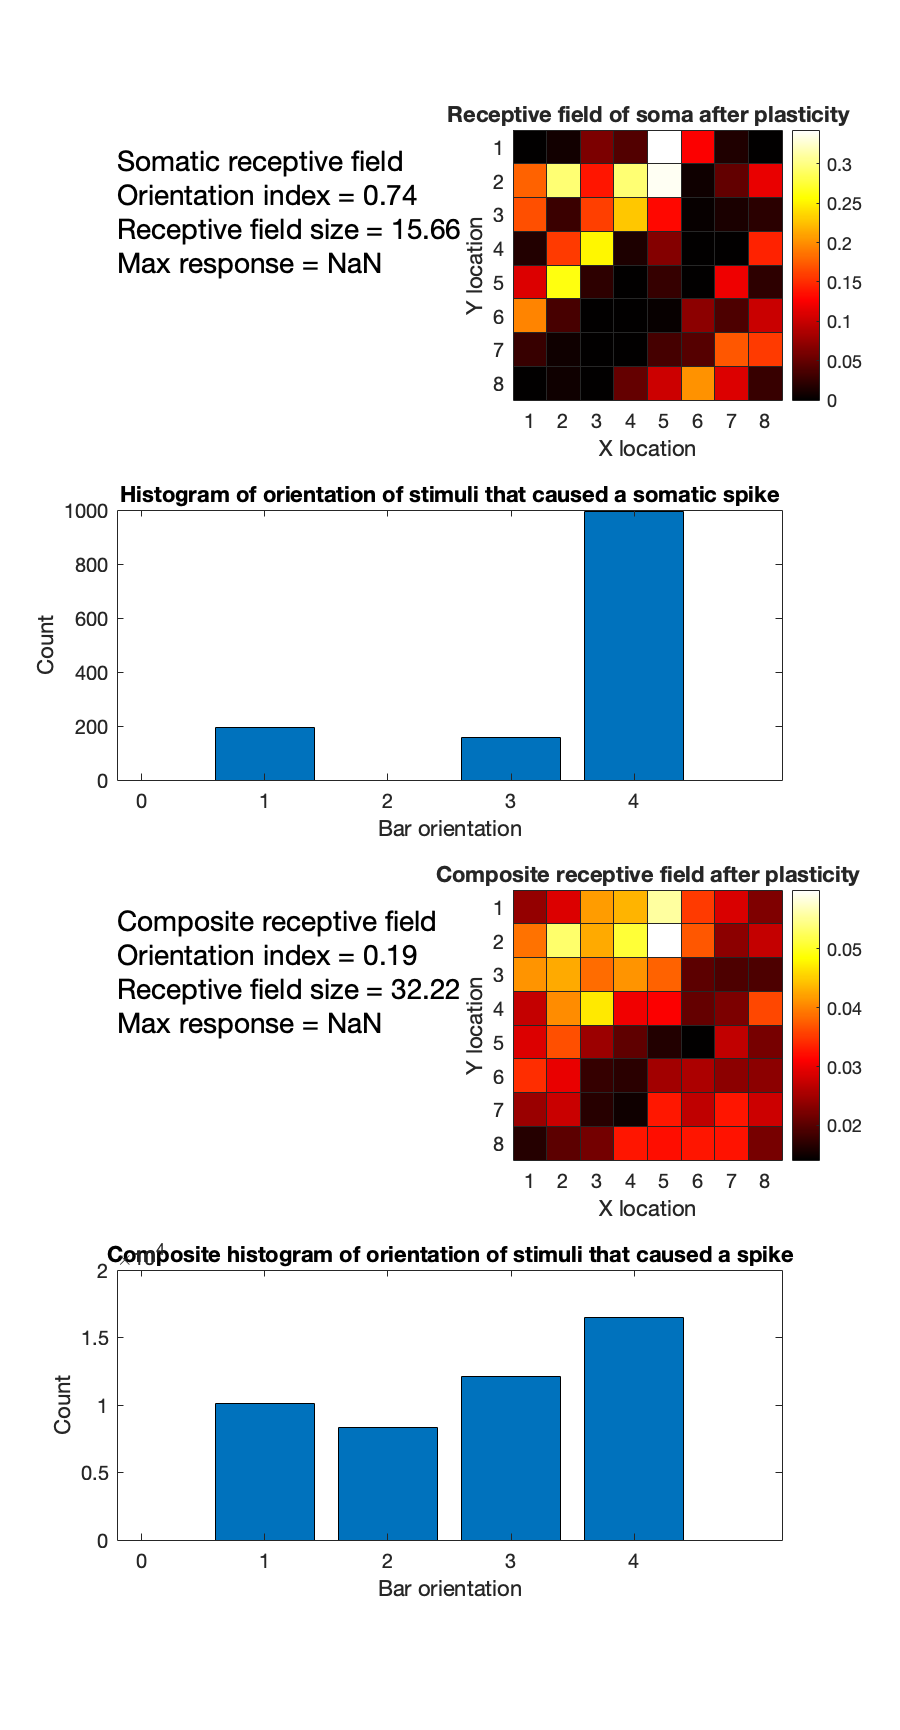 Receptive field of soma after plasticity
Somatic receptive field
Orientation index = 0.74
Receptive field size = 15.66
Max response = NaN
Y location
1
2
3
4
5
6
7
8
1 2 3 4 5 6 7 8
X location
0.3
0.25
0.2
0.15
0.1
0.05
0
Histogram of orientation of stimuli that caused a somatic spike
Count
1000
800
600
400
200
0
0 1 2 3 4
Bar orientation
Composite receptive field after plasticity
Composite receptive field
Orientation index = 0.19
Receptive field size = 32.22
Max response = NaN
Y location
1
2
3
4
5
6
7
8
1 2 3 4 5 6 7 8
X location
0.05
0.04
0.03
0.02
Composite histogram of orientation of stimuli that caused a spike
×10⁴
Count
2
1.5
1
0.5
0
0 1 2 3 4
Bar orientation